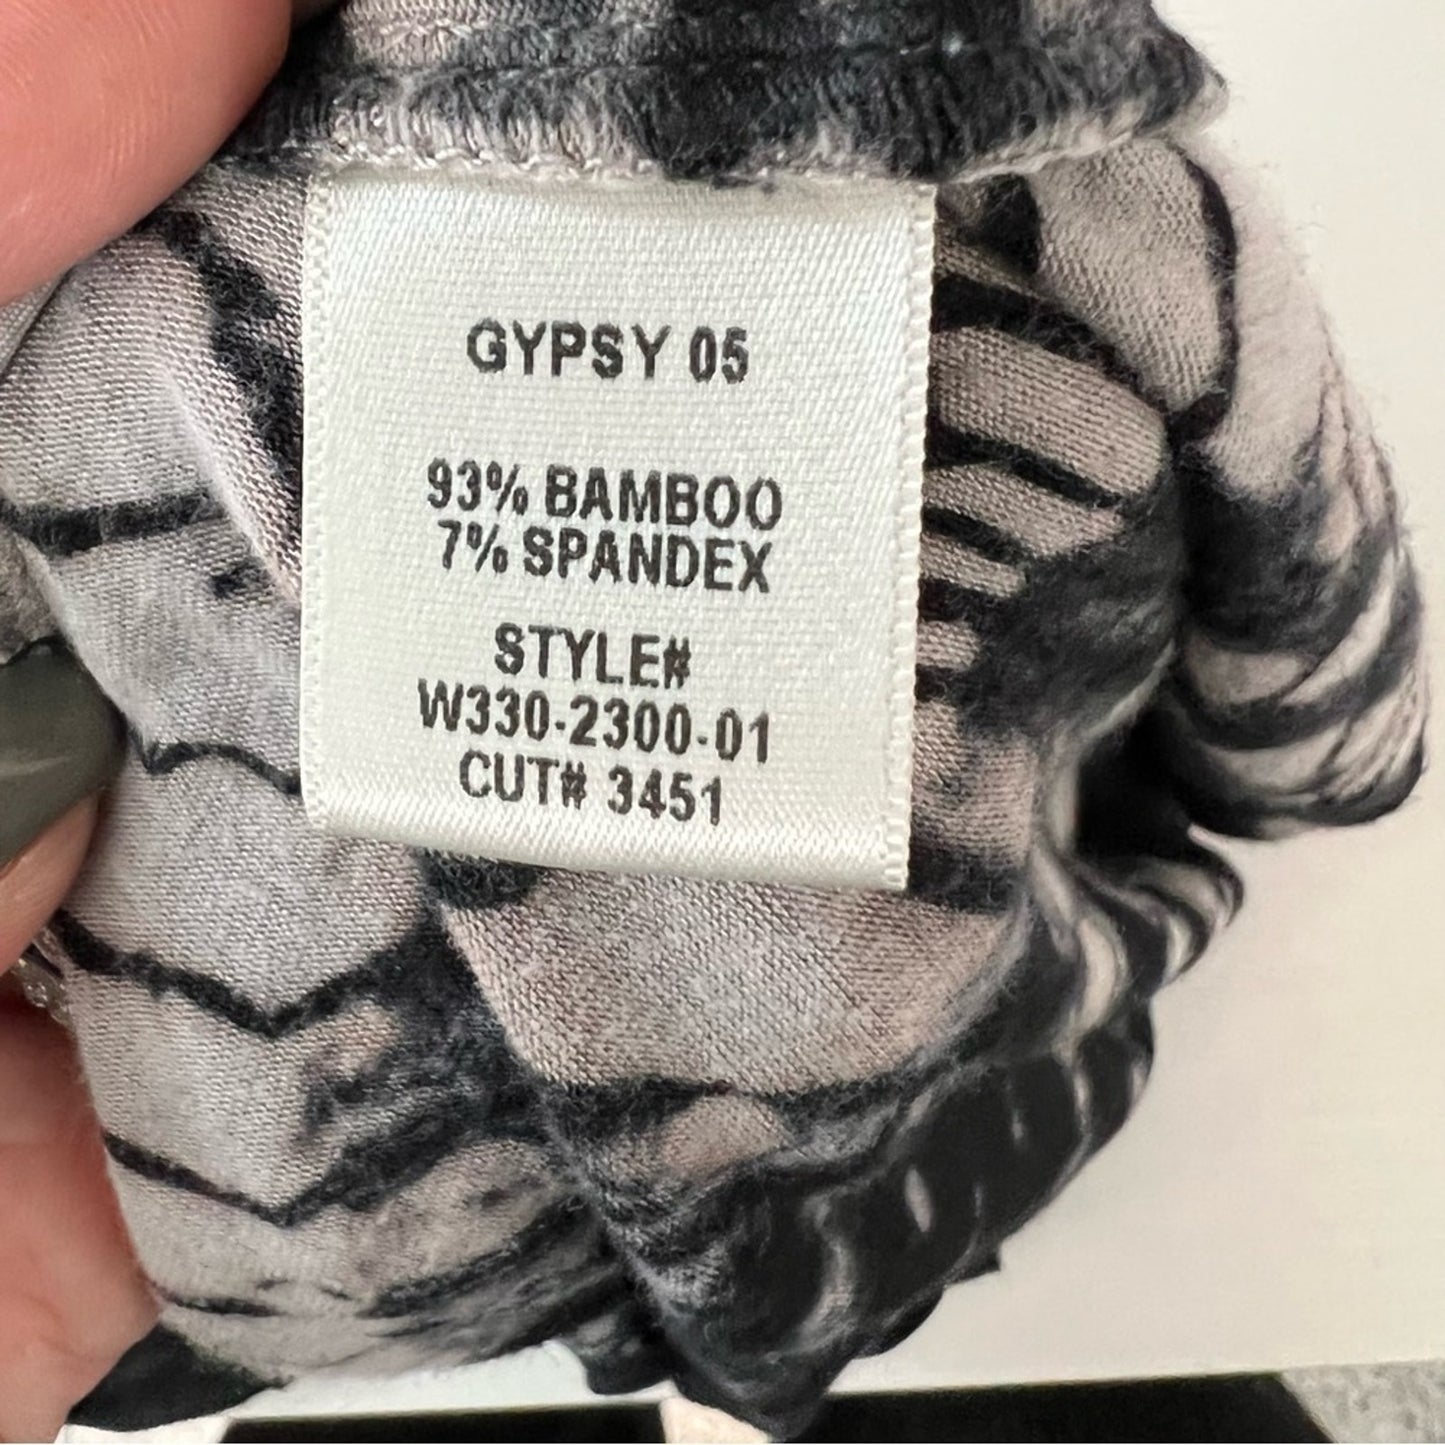 GYPSY 05
93% BAMBOO
7% SPANDEX
STYLE#
W330-2300-01
CUT# 3451